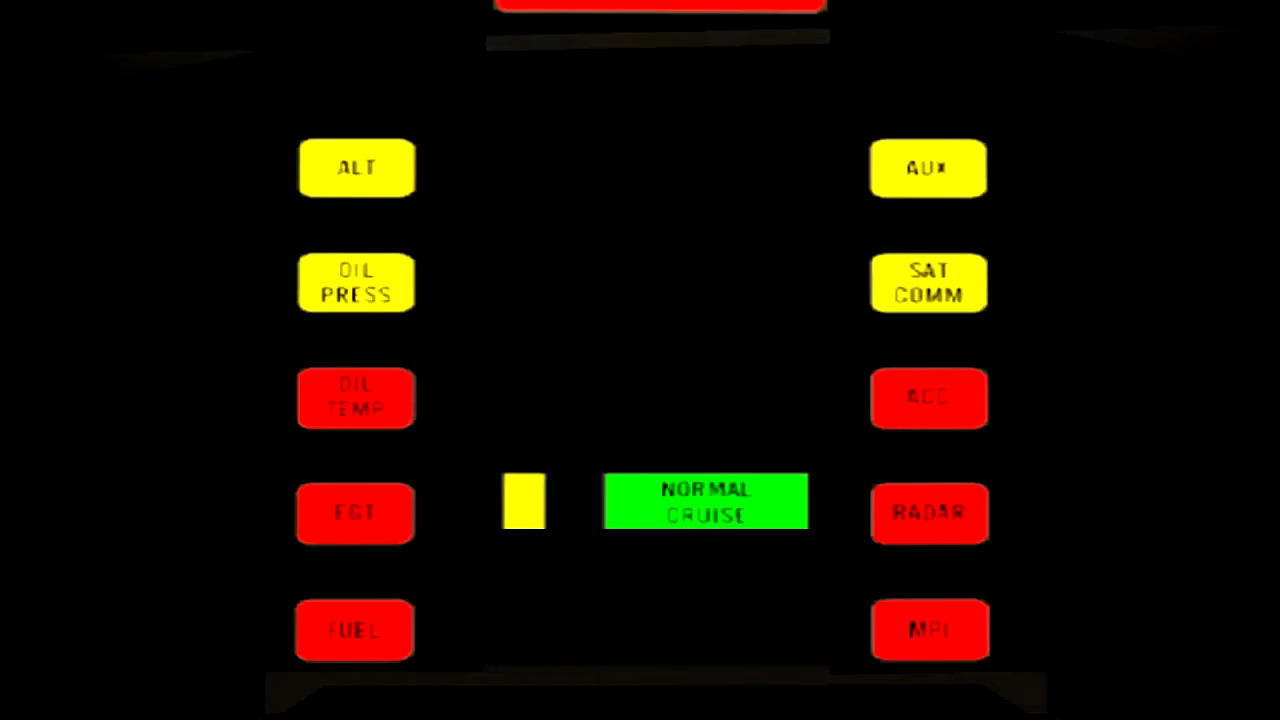 ALT
AUX
OIL
PRESS
SAT
COMM
OIL
TEMP
ACC
NORMAL
CRUISE
EGT
RADAR
FUEL
MPI